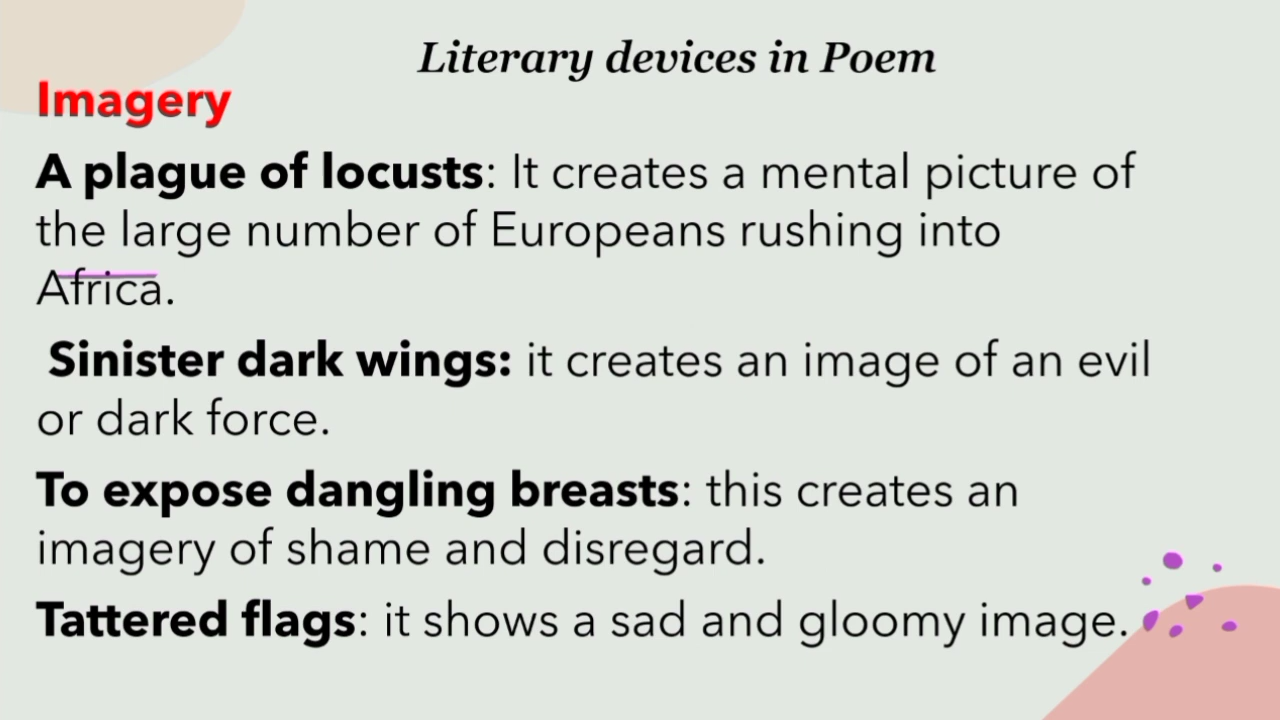 Literary devices in Poem
Imagery
A plague of locusts: It creates a mental picture of
the large number of Europeans rushing into
Africa.
Sinister dark wings: it creates an image of an evil
or dark force.
To expose dangling breasts: this creates an
imagery of shame and disregard.
Tattered flags: it shows a sad and gloomy image.